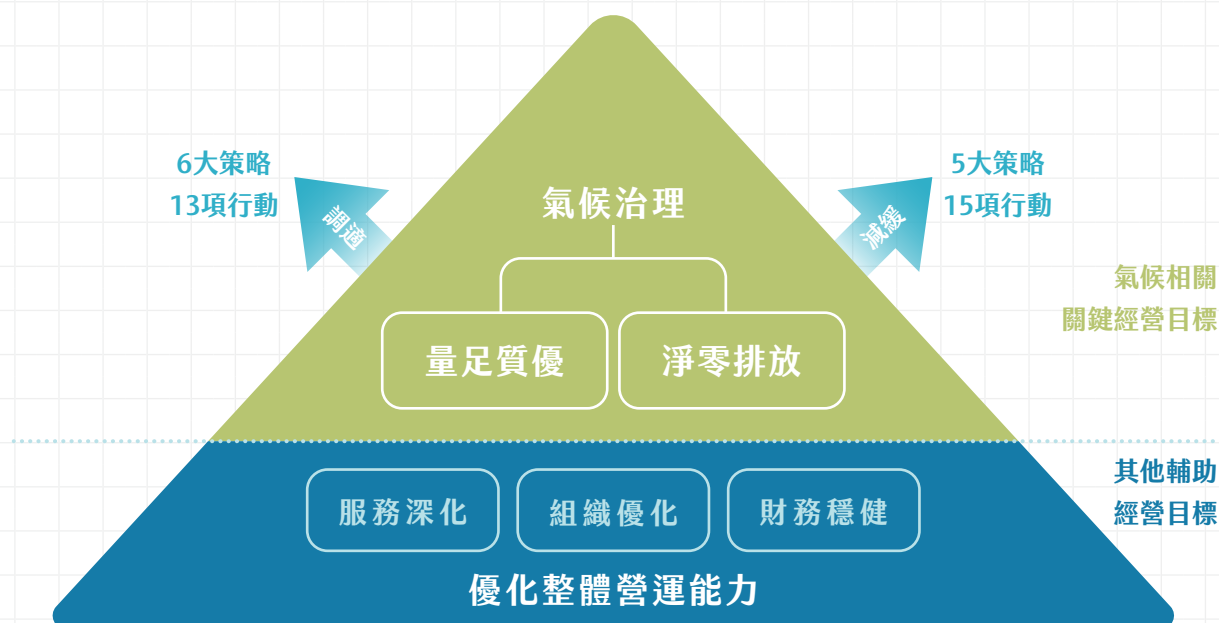 6大策略
13項行動
調適
氣候治理
5大策略
15項行動
減緩
氣候相關
關鍵經營目標
量足質優
淨零排放
其他輔助
經營目標
服務深化
組織優化
財務穩健
優化整體營運能力